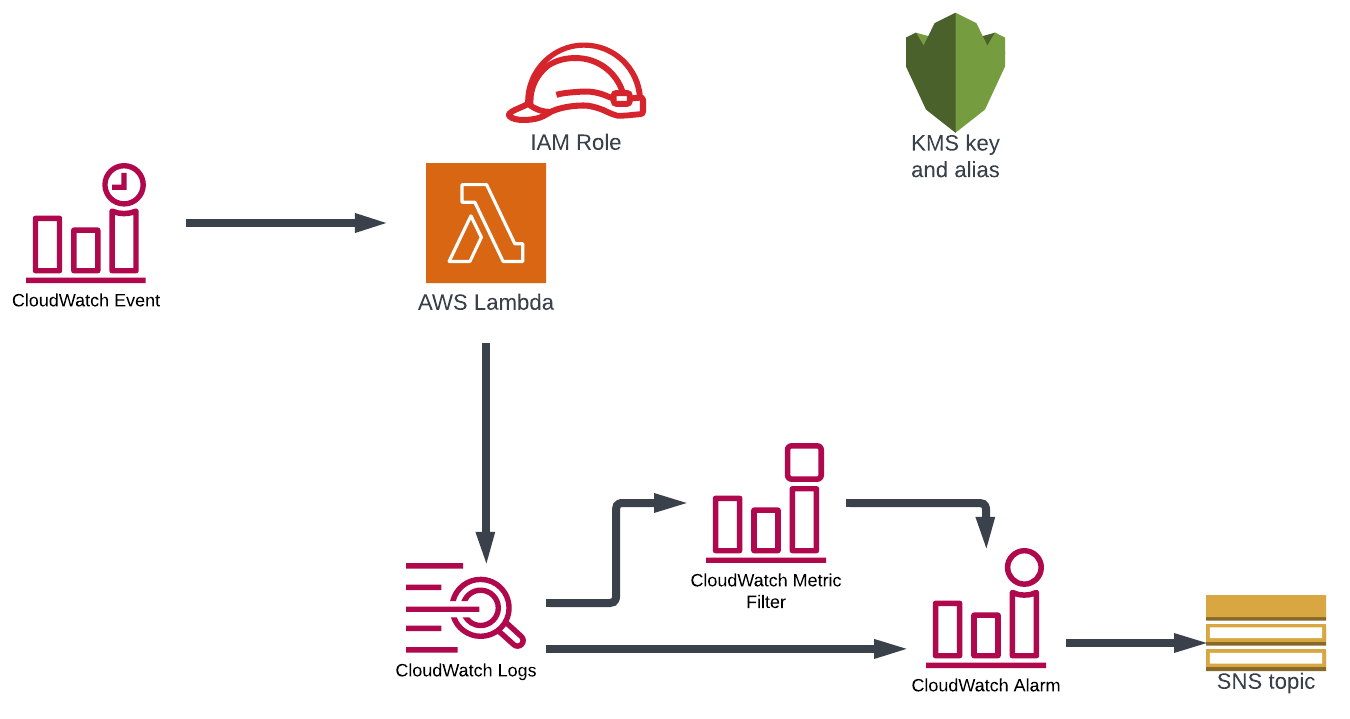 IAM Role
KMS key
and alias
CloudWatch Event
AWS Lambda
CloudWatch Metric
Filter
CloudWatch Logs
CloudWatch Alarm
SNS topic